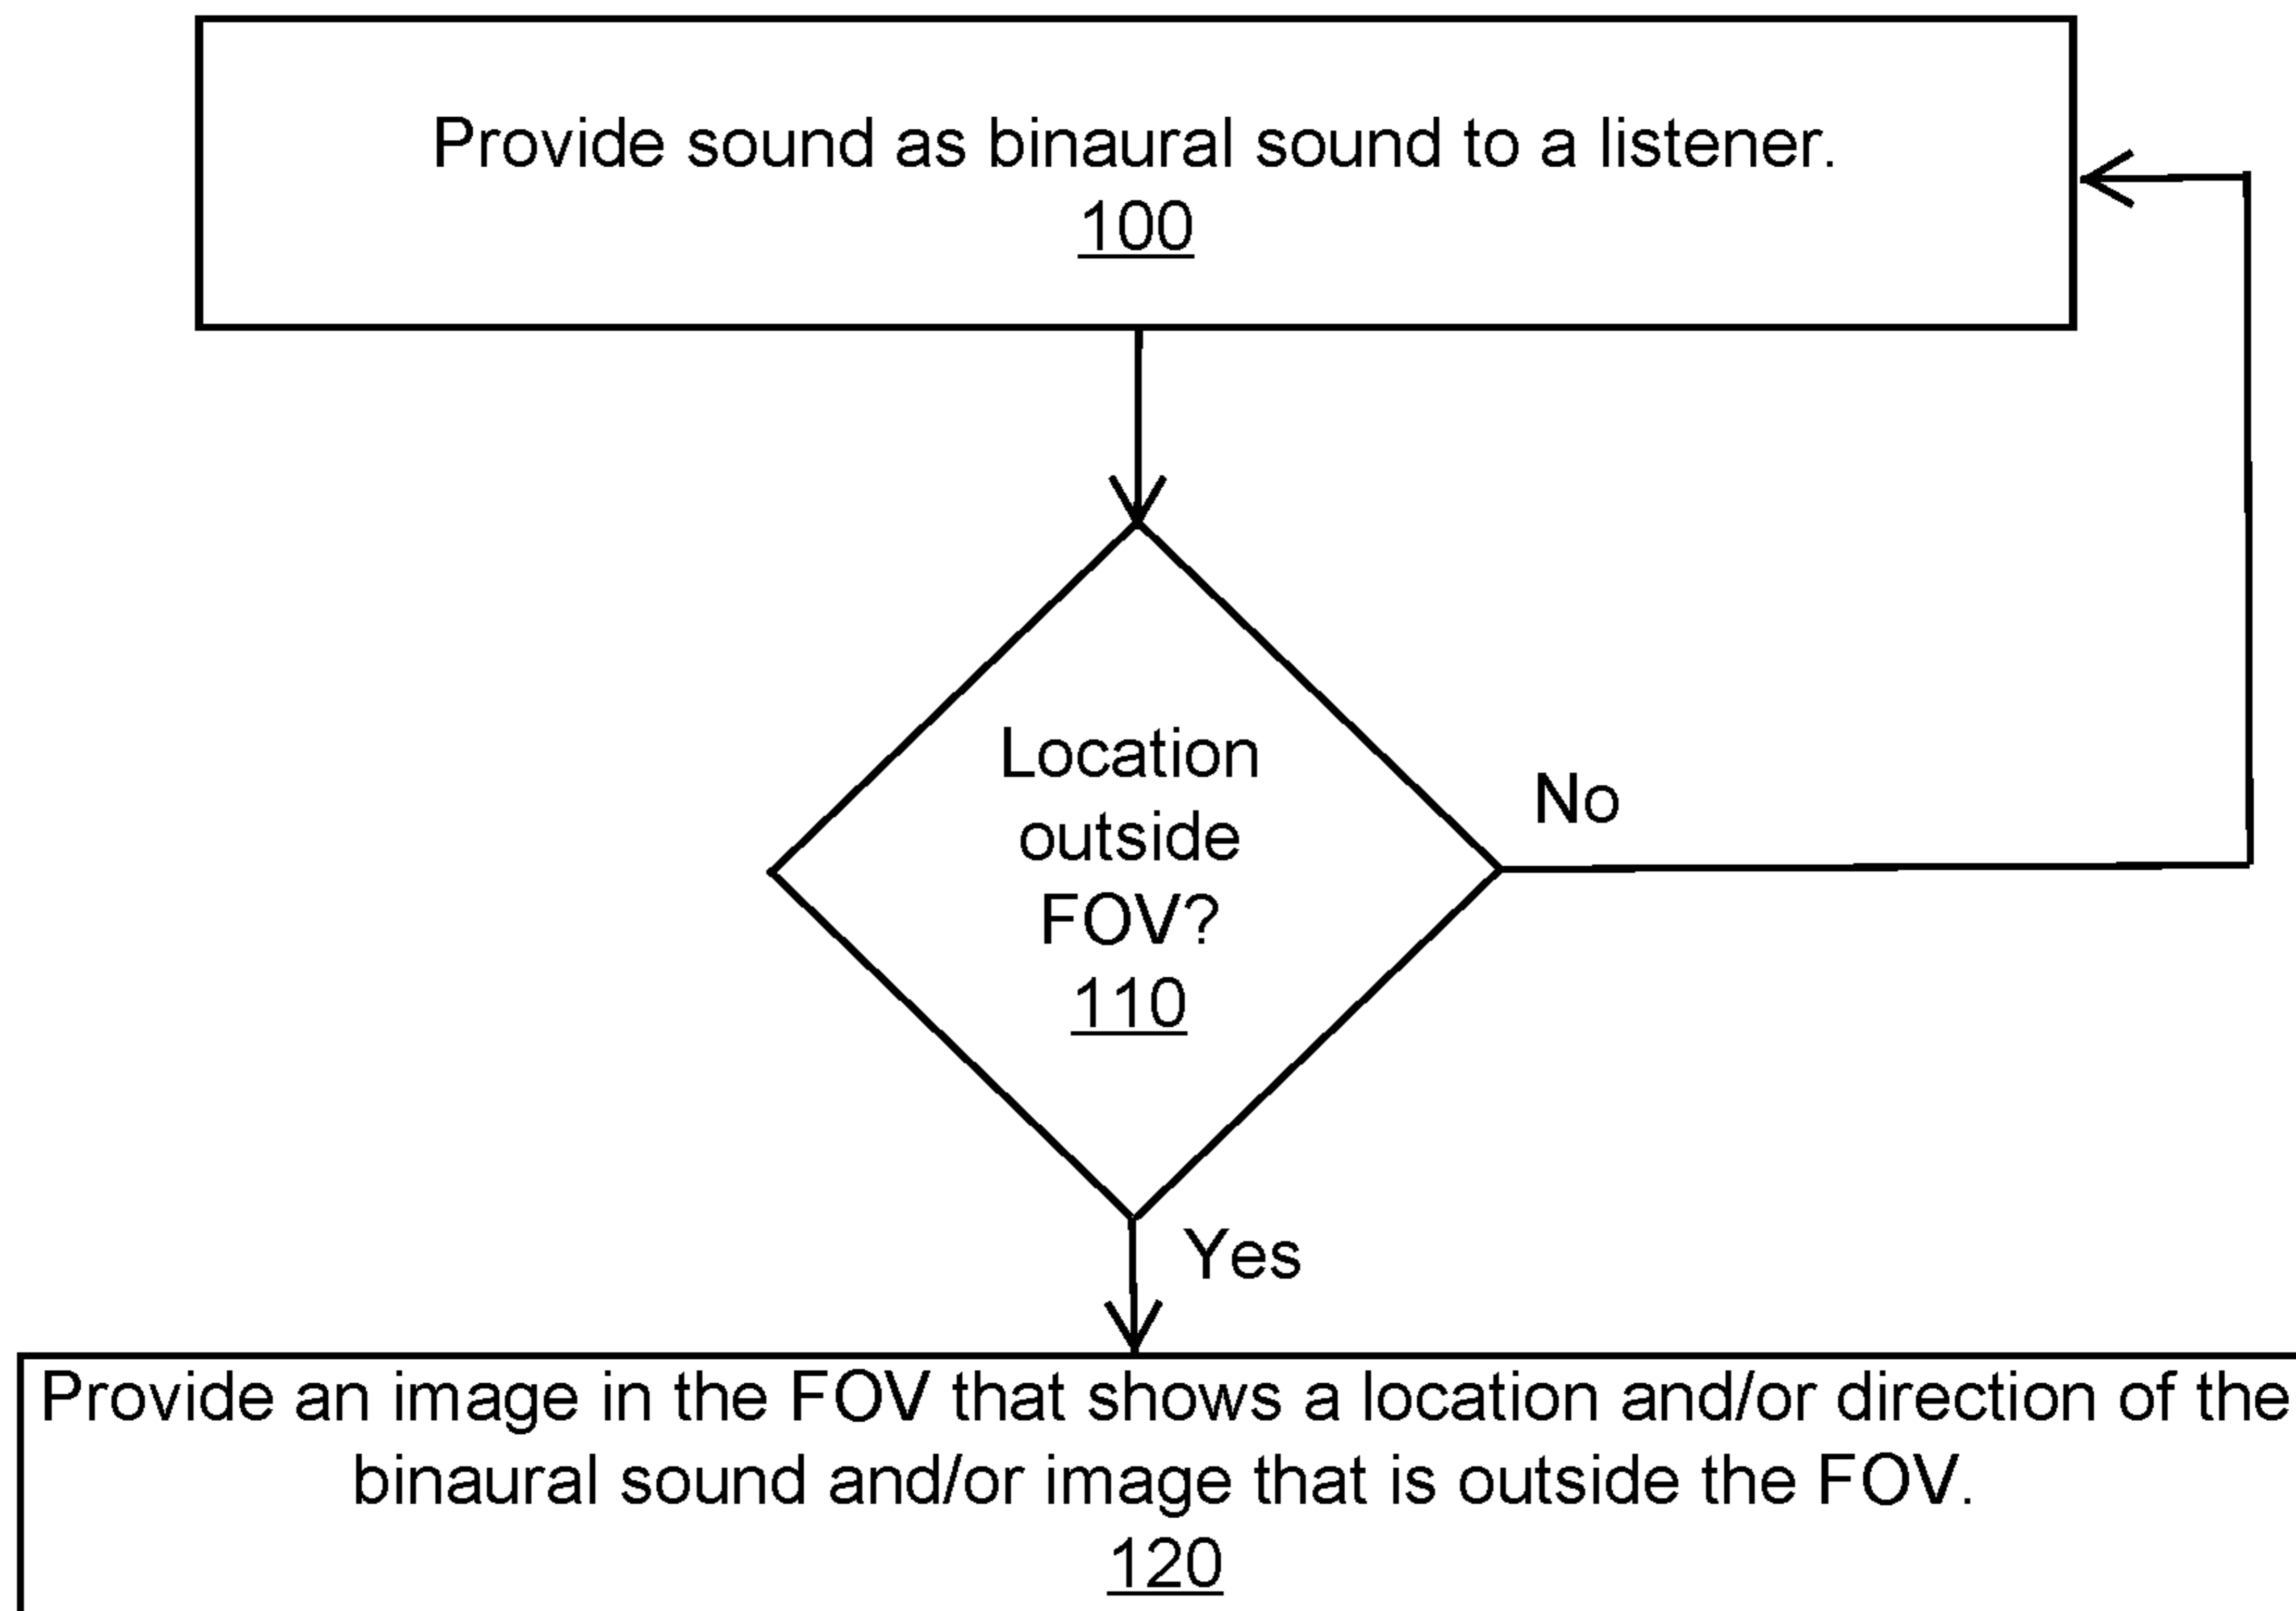 Provide sound as binaural sound to a listener.
100
Location
outside
FOV?
110
No
Yes
Provide an image in the FOV that shows a location and/or direction of the
binaural sound and/or image that is outside the FOV.
120